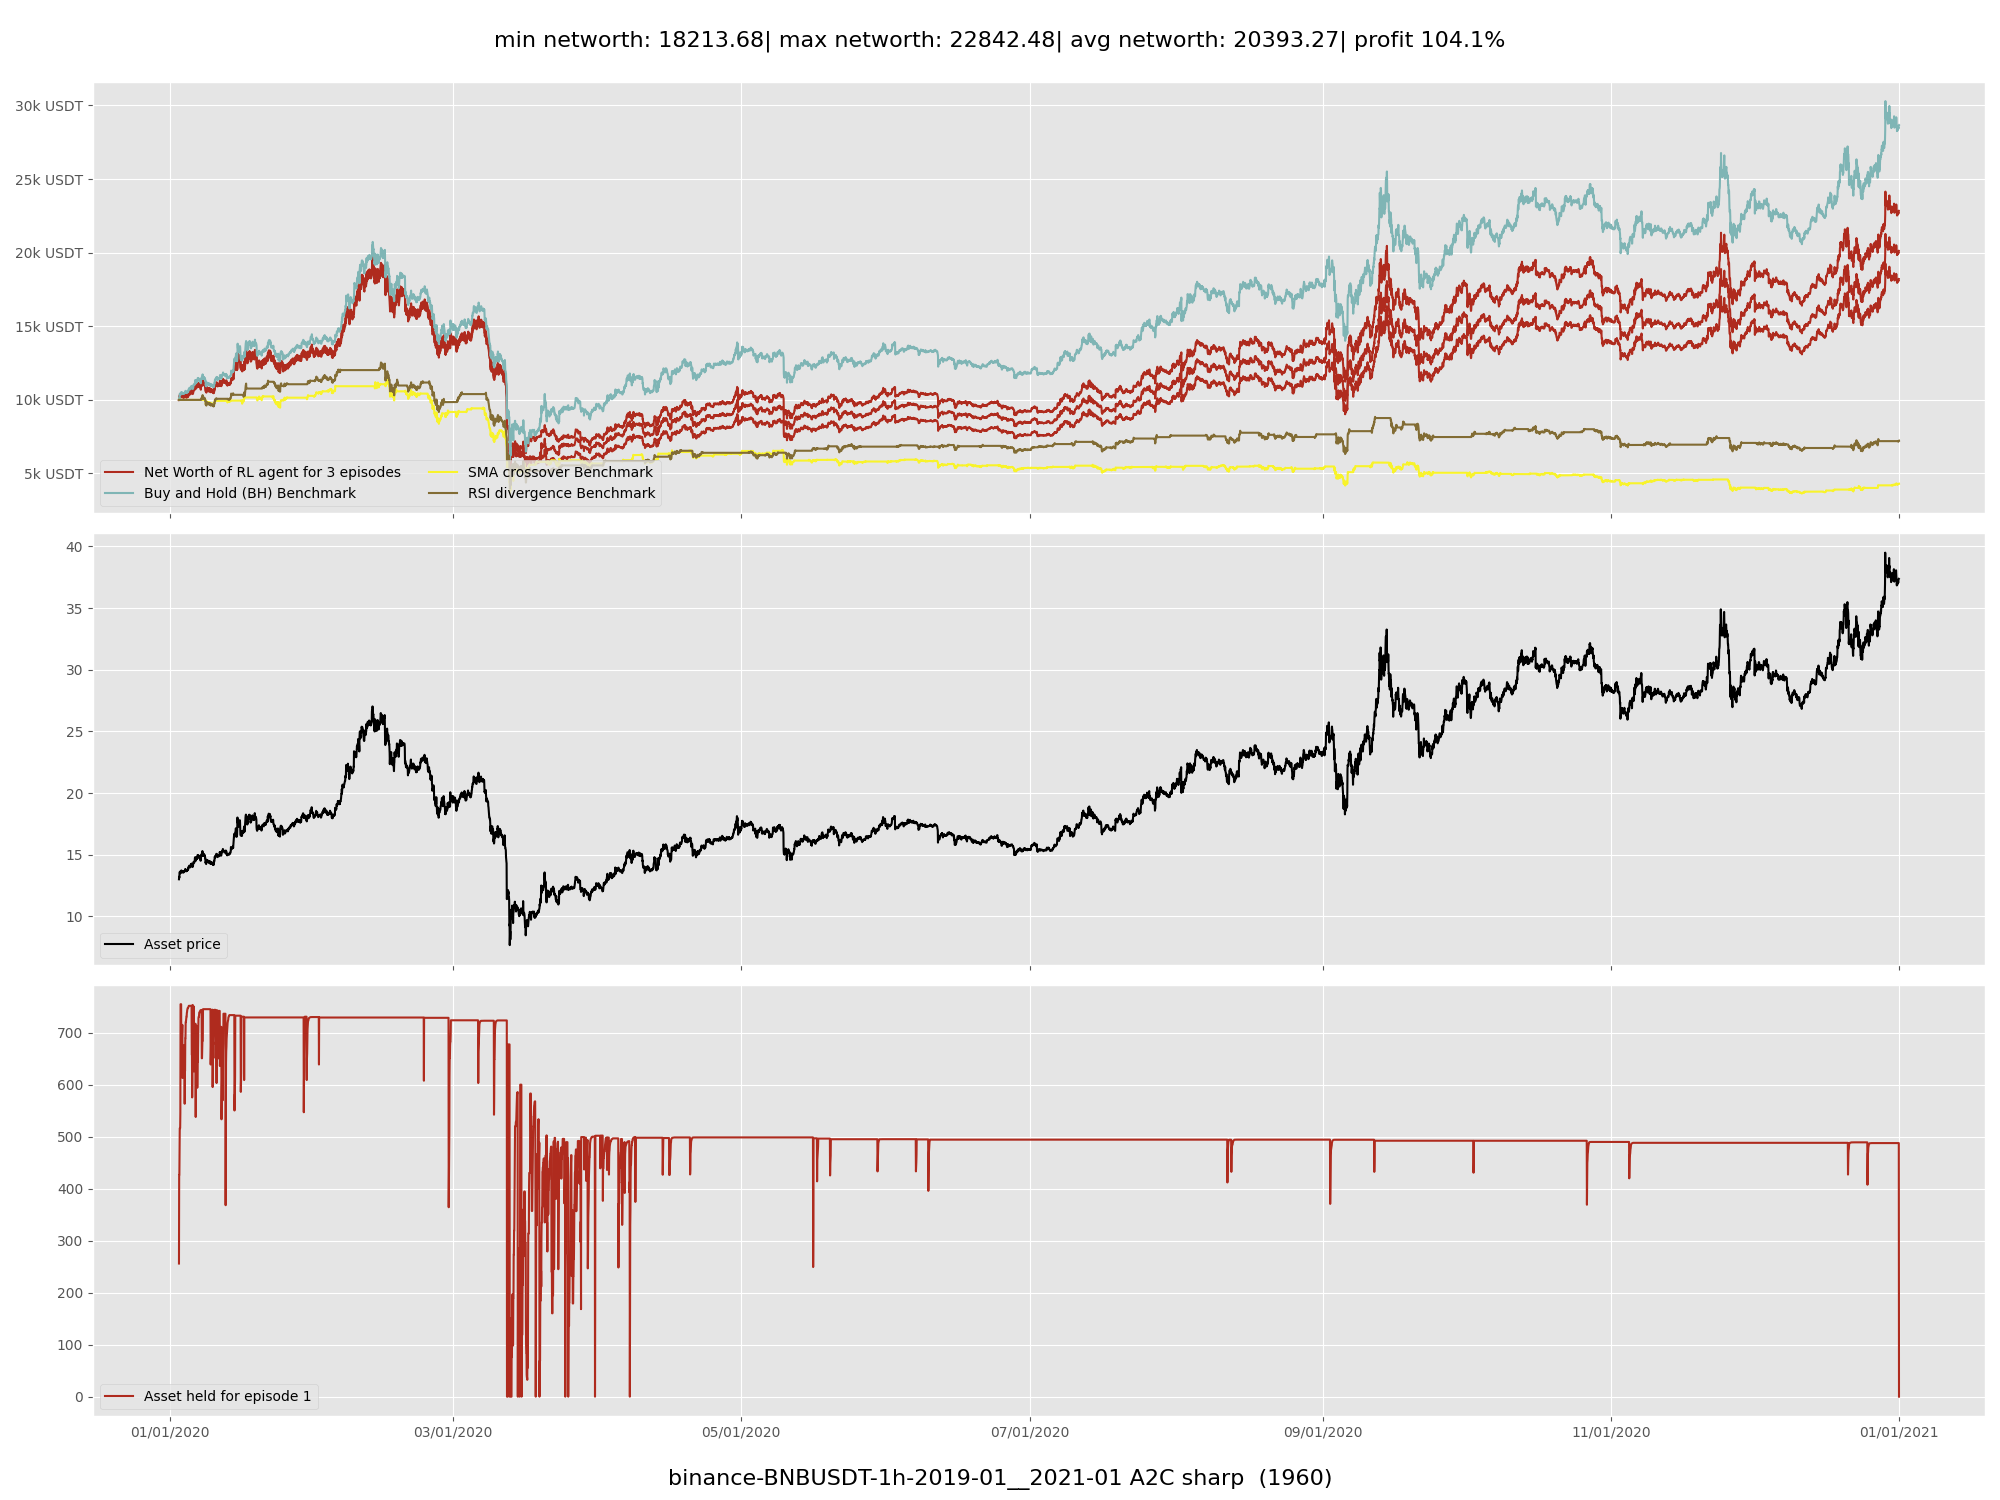 min networth: 18213.68| max networth: 22842.48| avg networth: 20393.27| profit 104.1%
30k USDT
25k USDT
20k USDT
15k USDT
10k USDT
5k USDT
Net Worth of RL agent for 3 episodes
Buy and Hold (BH) Benchmark
SMA crossover Benchmark
RSI divergence Benchmark
40
35
30
25
20
15
10
Asset price
700
600
500
400
300
200
100
0
Asset held for episode 1
01/01/2020 03/01/2020 05/01/2020 07/01/2020 09/01/2020 11/01/2020 01/01/2021
binance-BNBUSDT-1h-2019-01__2021-01 A2C sharp (1960)